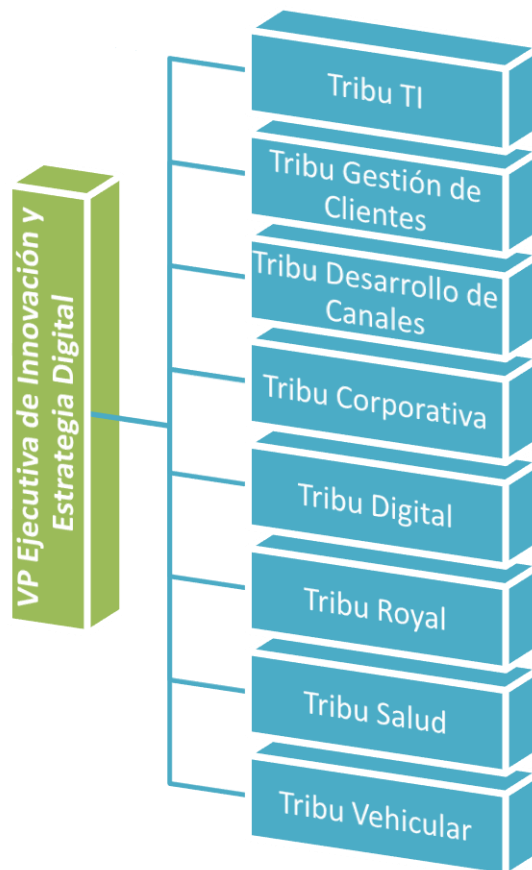 VP Ejecutiva de Innovación y
Estrategia Digital
Tribu TI
Tribu Gestión de
Clientes
Tribu Desarrollo de
Canales
Tribu Corporativa
Tribu Digital
Tribu Royal
Tribu Salud
Tribu Vehicular